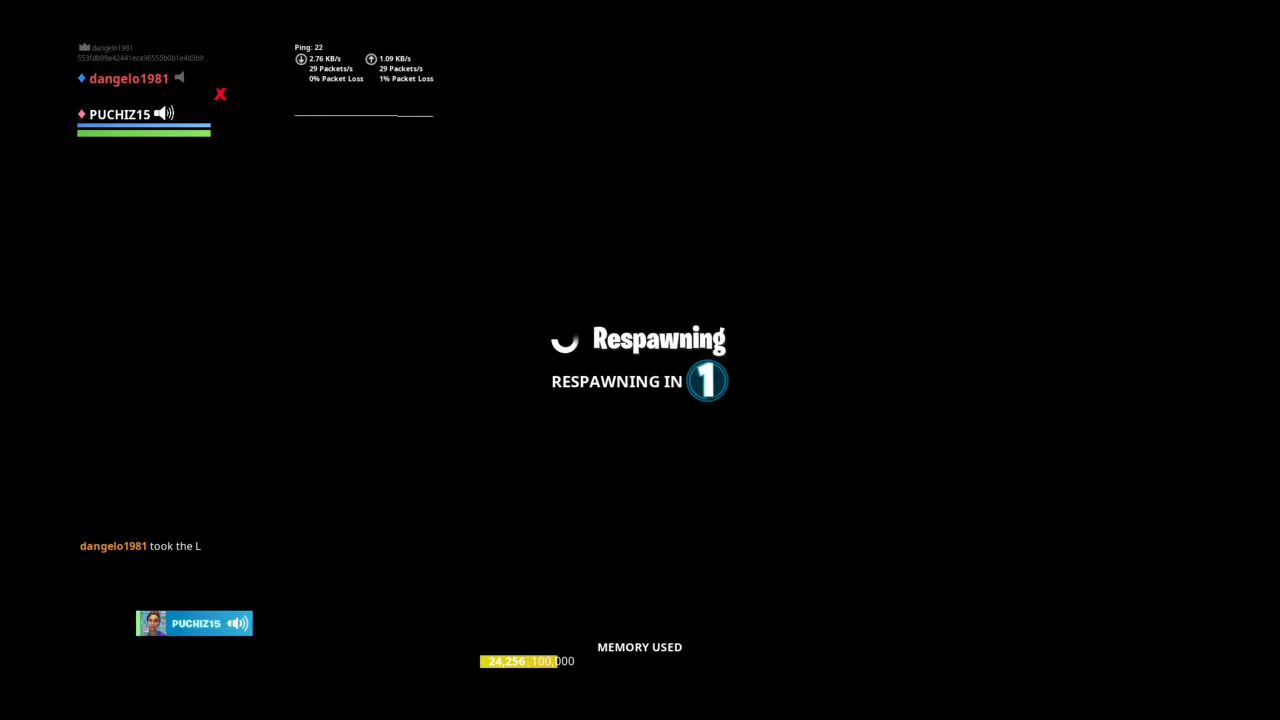 dangelo1981
553fdb99a42441eca96555b0b1e4d3b9
dangelo1981
X
PUCHIZ15
Ping: 22
2.76 KB/s 1.09 KB/s
29 Packets/s 29 Packets/s
0% Packet Loss 1% Packet Loss
Respawning
RESPAWNING IN 1
dangelo1981 took the L
PUCHIZ15
MEMORY USED
24,256 100,000